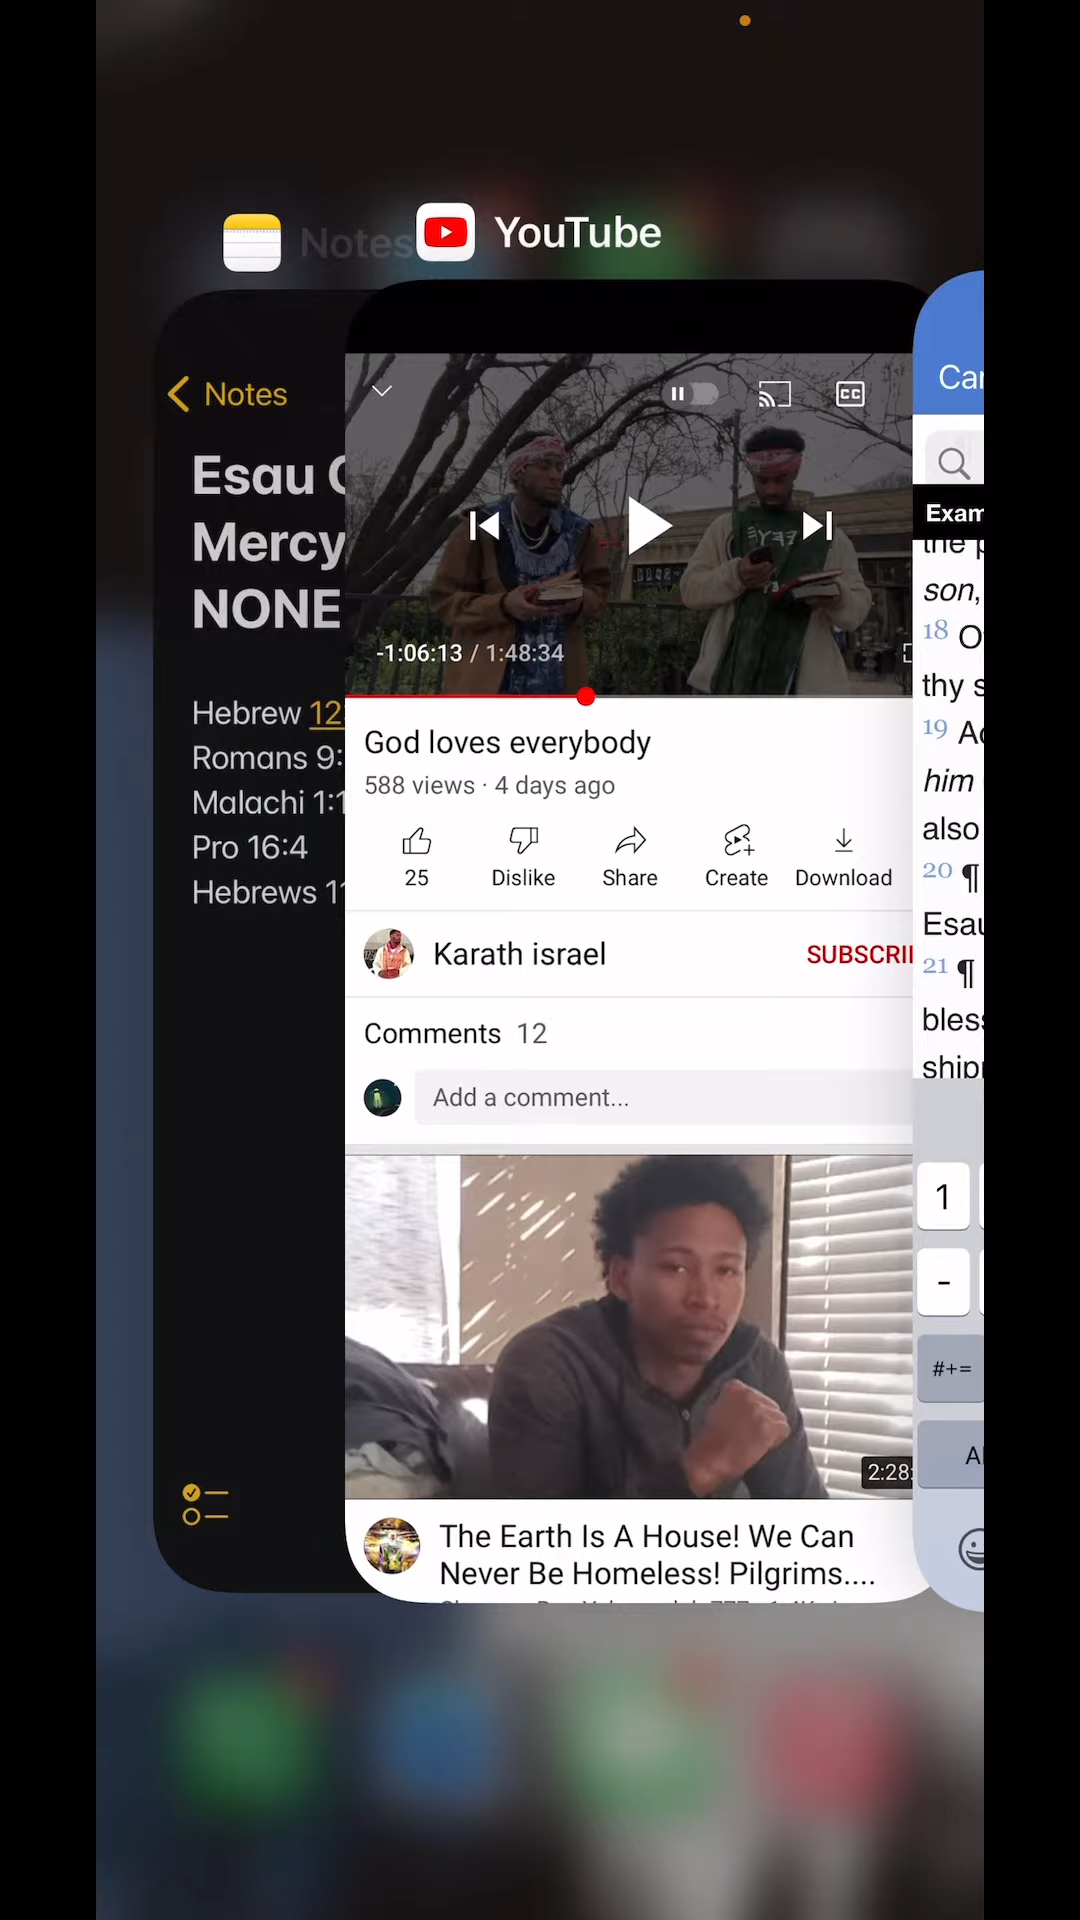 Notes
YouTube
Notes
Esau
Mercy
NONE
Hebrew 12
Romans 9:
Malachi 1:1
Pro 16:4
Hebrews 11
CC
-1:06:13 / 1:48:34
God loves everybody
588 views · 4 days ago
25
Dislike
Share
Create
Download
Karath israel
SUBSCRI
Comments 12
Add a comment...
2:28
The Earth Is A House! We Can
Never Be Homeless! Pilgrims....
Exam
the
son,
18 O
thy s
19
him
also
20 ¶
Esau
21 ¶
bles
ship
1
-
#+=